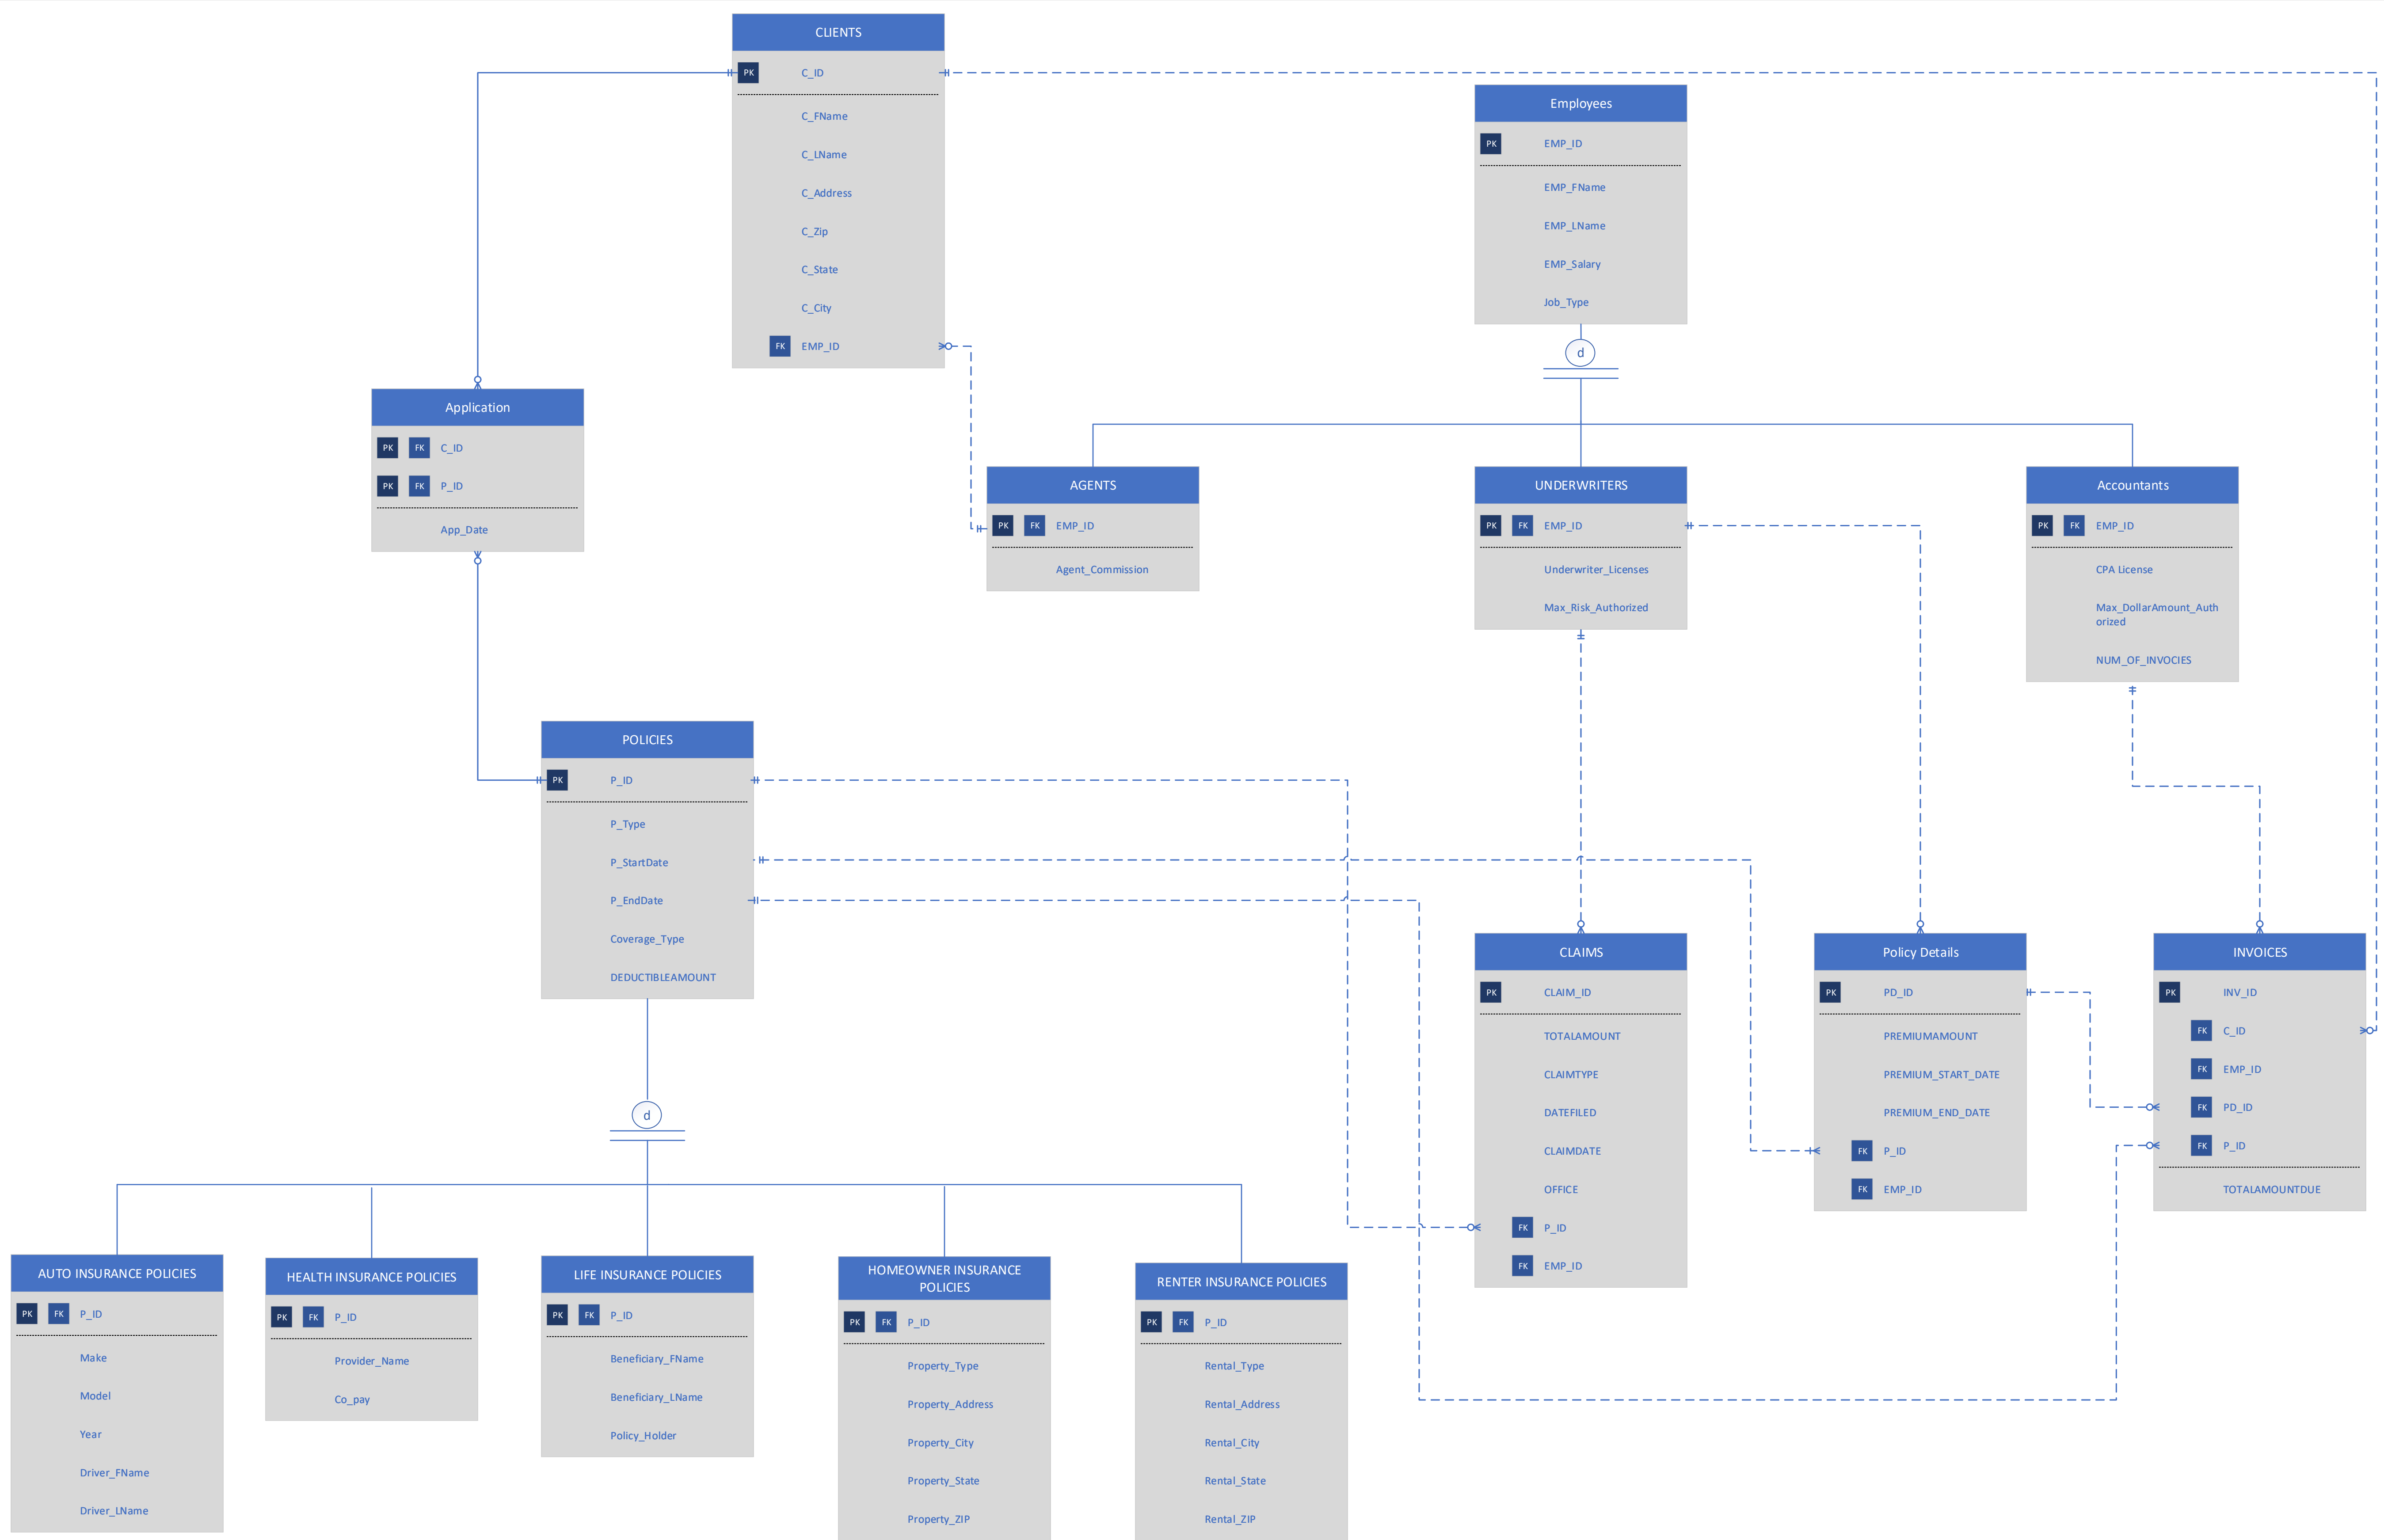 CLIENTS
PK C_ID
C_FName
C_LName
C_Address
C_Zip
C_State
C_City
FK EMP_ID
Employees
PK EMP_ID
EMP_FName
EMP_LName
EMP_Salary
Job_Type
d
Application
PK FK C_ID
PK FK P_ID
App_Date
AGENTS
PK FK EMP_ID
Agent_Commission
UNDERWRITERS
PK FK EMP_ID
Underwriter_Licenses
Max_Risk_Authorized
Accountants
PK FK EMP_ID
CPA License
Max_DollarAmount_Auth
orized
NUM_OF_INVOCIES
POLICIES
PK P_ID
P_Type
P_StartDate
P_EndDate
Coverage_Type
DEDUCTIBLEAMOUNT
d
CLAIMS
PK CLAIM_ID
TOTALAMOUNT
CLAIMTYPE
DATEFILED
CLAIMDATE
OFFICE
FK P_ID
FK EMP_ID
Policy Details
PK PD_ID
PREMIUMAMOUNT
PREMIUM_START_DATE
PREMIUM_END_DATE
FK P_ID
FK EMP_ID
INVOICES
PK INV_ID
FK C_ID
FK EMP_ID
FK PD_ID
FK P_ID
TOTALAMOUNTDUE
AUTO INSURANCE POLICIES
PK FK P_ID
Make
Model
Year
Driver_FName
Driver_LName
HEALTH INSURANCE POLICIES
PK FK P_ID
Provider_Name
Co_pay
LIFE INSURANCE POLICIES
PK FK P_ID
Beneficiary_FName
Beneficiary_LName
Policy_Holder
HOMEOWNER INSURANCE
POLICIES
PK FK P_ID
Property_Type
Property_Address
Property_City
Property_State
Property_ZIP
RENTER INSURANCE POLICIES
PK FK P_ID
Rental_Type
Rental_Address
Rental_City
Rental_State
Rental_ZIP